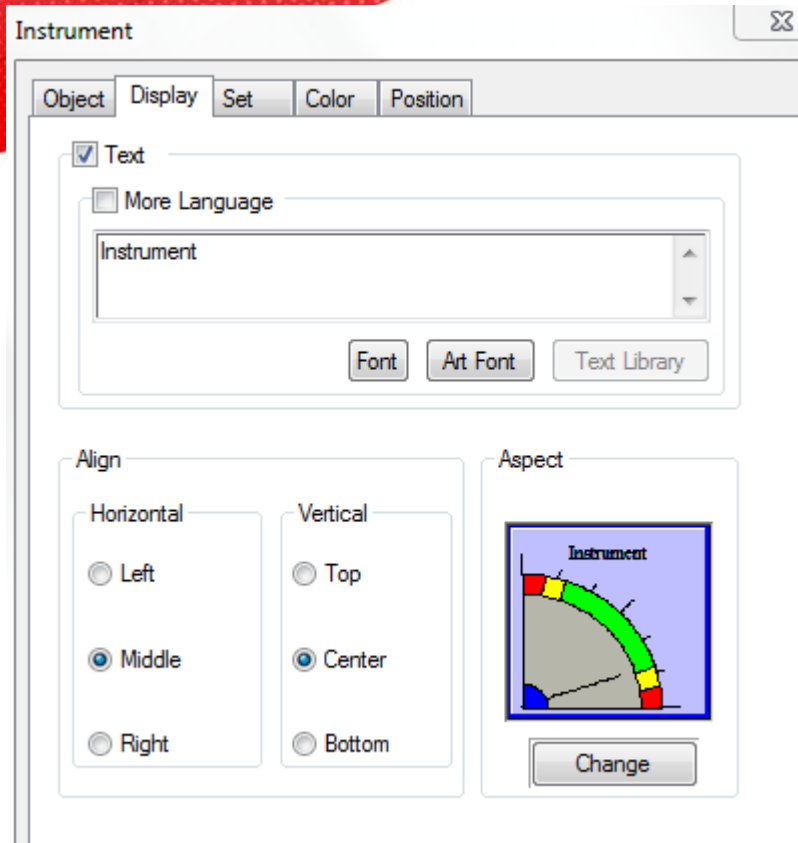 Instrument
Object Display Set Color Position
Text
More Language
Instrument
Font Art Font Text Library
Align
Horizontal
Left
Middle
Right
Vertical
Top
Center
Bottom
Aspect
Instrument
Change